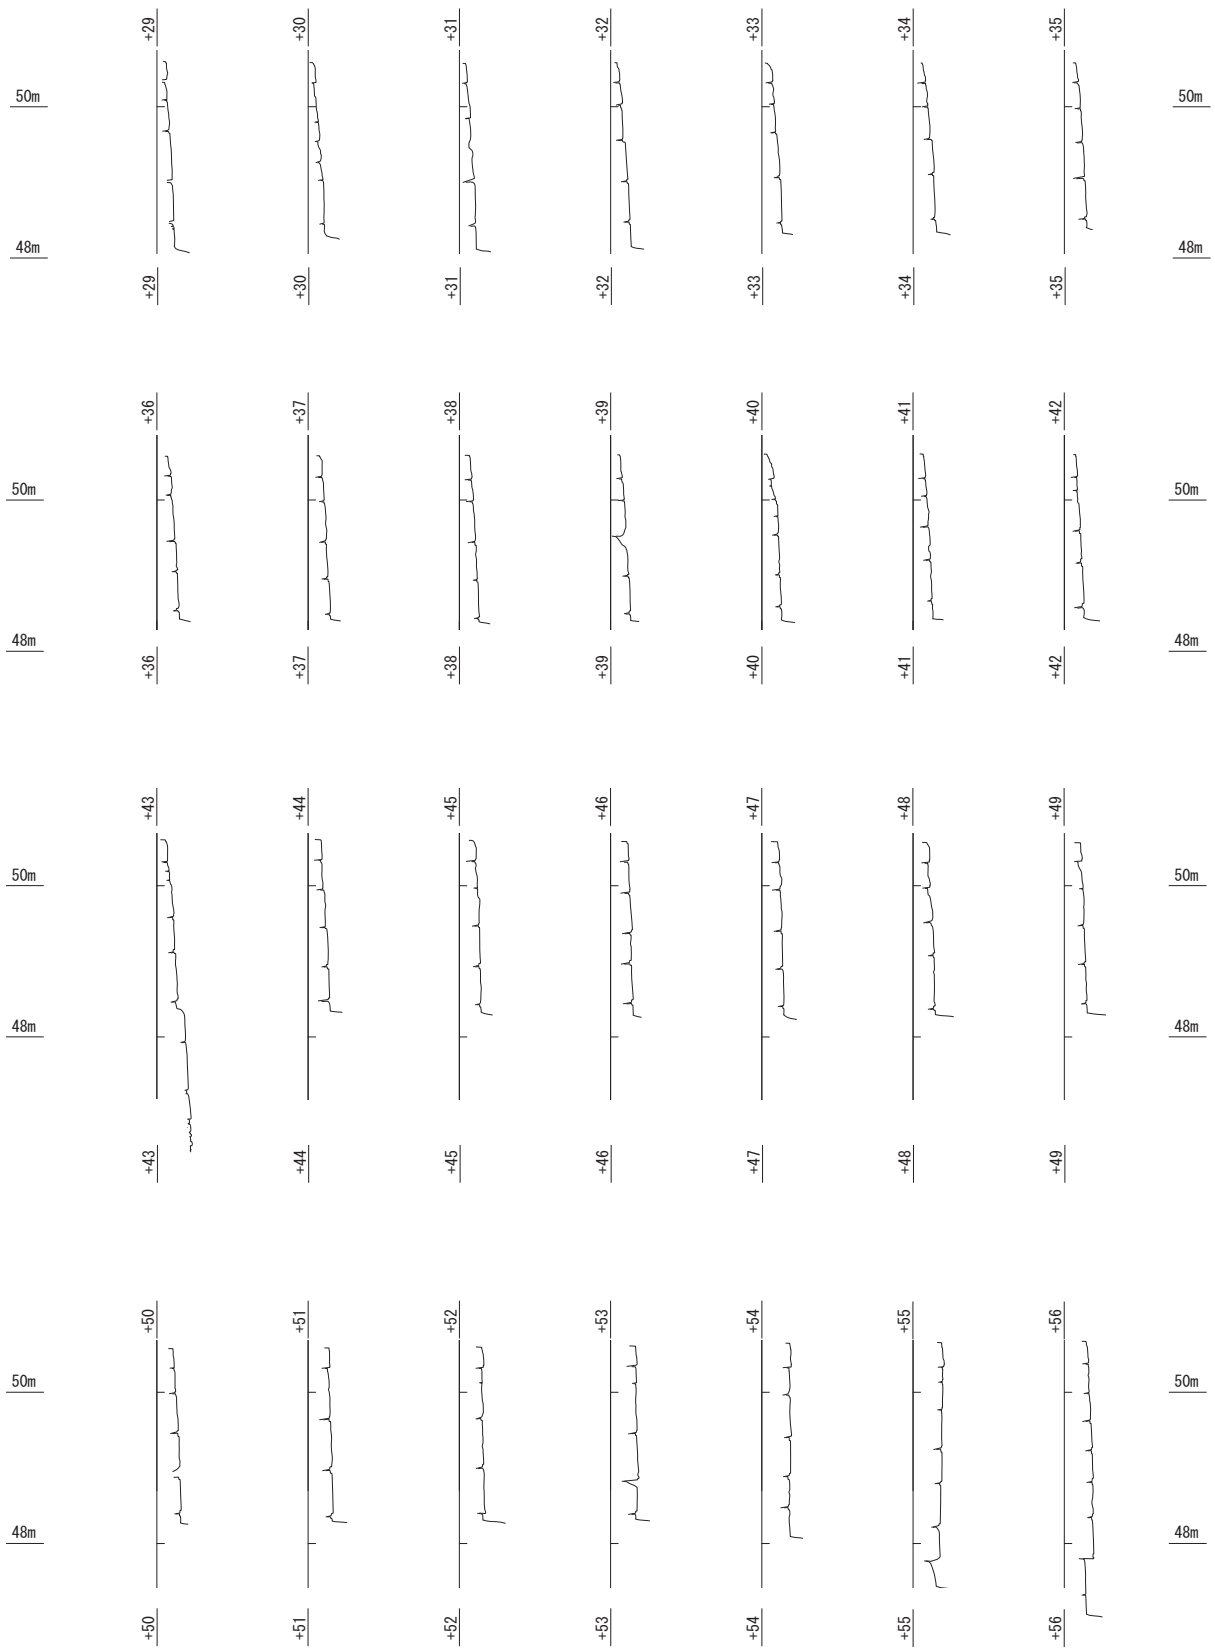 +29 +30 +31 +32 +33 +34 +35
50m 50m
48m 48m
+29 +30 +31 +32 +33 +34 +35
+36 +37 +38 +39 +40 +41 +42
50m 50m
48m 48m
+36 +37 +38 +39 +40 +41 +42
+43 +44 +45 +46 +47 +48 +49
50m 50m
48m 48m
+43 +44 +45 +46 +47 +48 +49
+50 +51 +52 +53 +54 +55 +56
50m 50m
48m 48m
+50 +51 +52 +53 +54 +55 +56